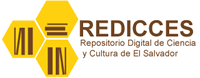 REDICCES
Repositorio Digital de Ciencia
y Cultura de El Salvador